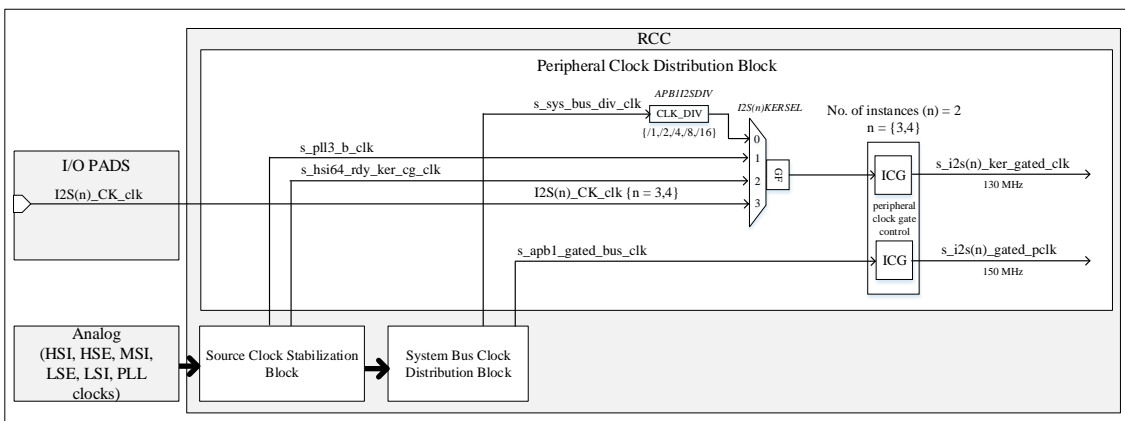 RCC
Peripheral Clock Distribution Block
APB1I2SDIV
s_sys_bus_div_clk
CLK_DIV
{/1,/2,/4,/8,/16}
I2S(n)KERSEL
No. of instances (n) = 2
n = {3,4}
0
1
2
3
GF
s_pll3_b_clk
s_hsi64_rdy_ker_cg_clk
I2S(n)_CK_clk {n = 3,4}
I/O PADS
I2S(n)_CK_clk
ICG
s_i2s(n)_ker_gated_clk
130 MHz
peripheral
clock gate
control
s_apb1_gated_bus_clk
ICG
s_i2s(n)_gated_pclk
150 MHz
Analog
(HSI, HSE, MSI,
LSE, LSI, PLL
clocks)
Source Clock Stabilization
Block
System Bus Clock
Distribution Block